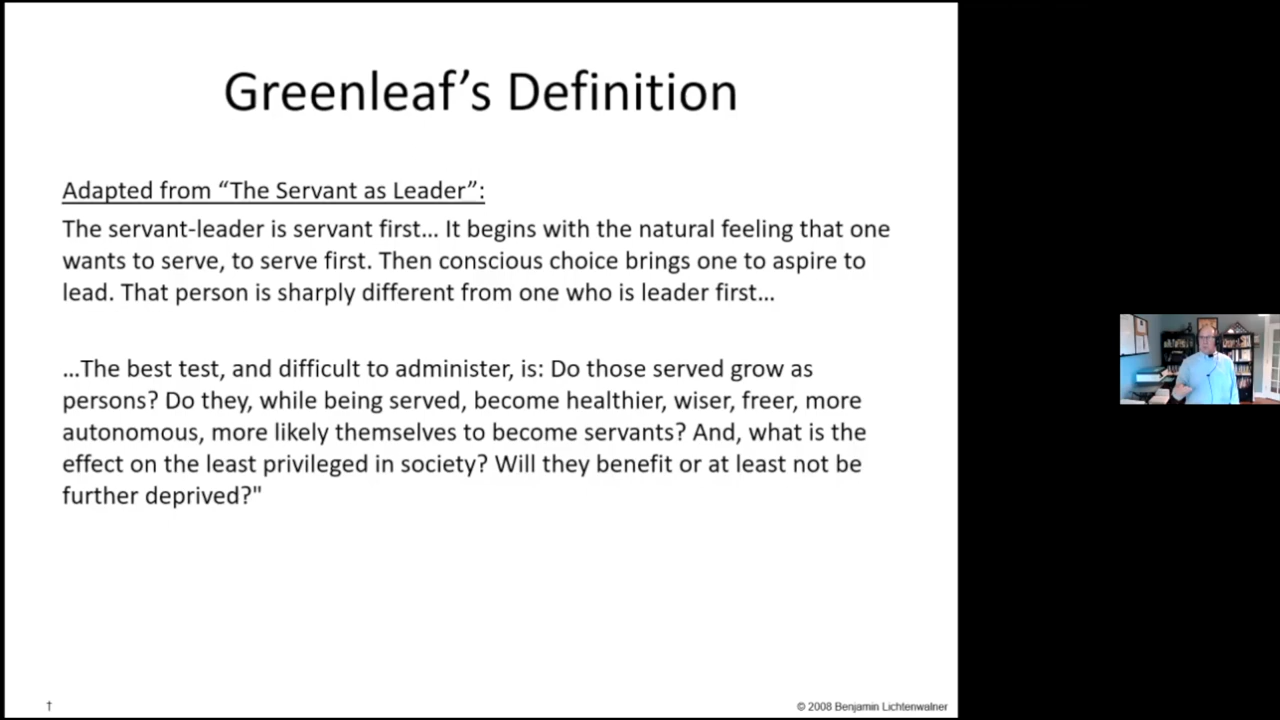 Greenleaf’s Definition
Adapted from “The Servant as Leader”:
The servant-leader is servant first... It begins with the natural feeling that one
wants to serve, to serve first. Then conscious choice brings one to aspire to
lead. That person is sharply different from one who is leader first...
...The best test, and difficult to administer, is: Do those served grow as
persons? Do they, while being served, become healthier, wiser, freer, more
autonomous, more likely themselves to become servants? And, what is the
effect on the least privileged in society? Will they benefit or at least not be
further deprived?"
† © 2008 Benjamin Lichtenwalner